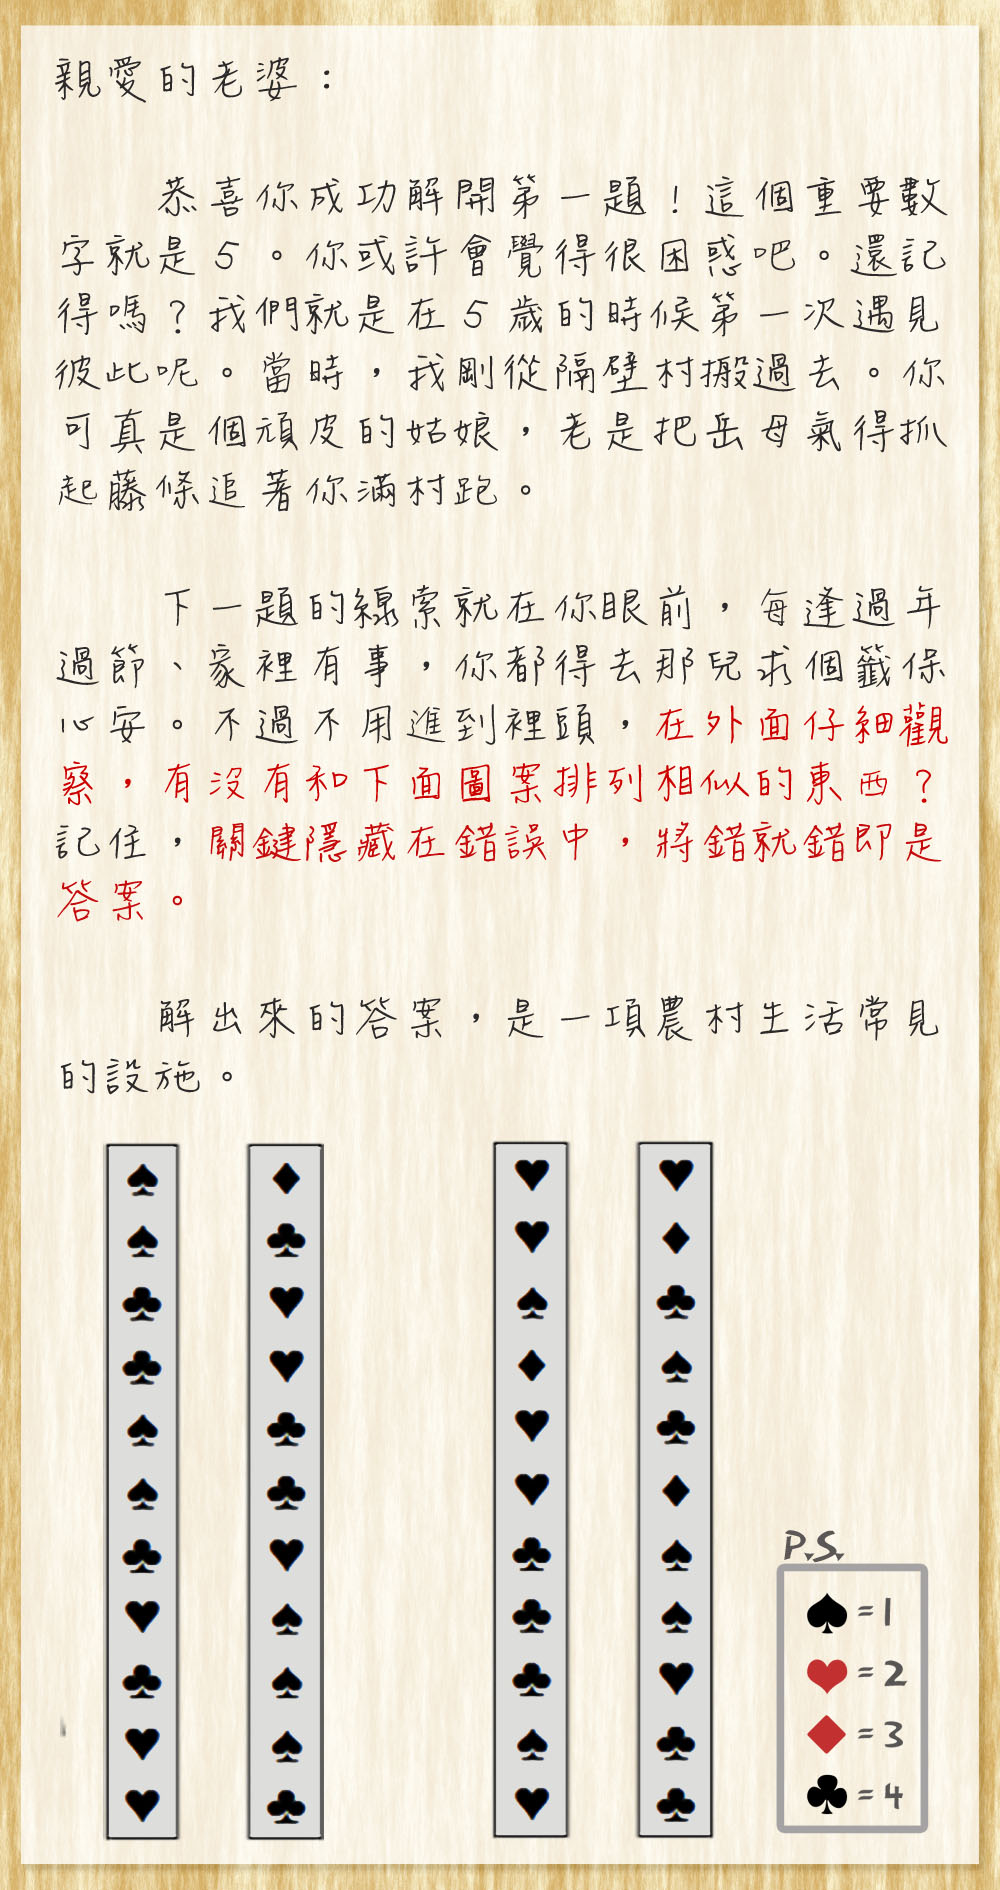 親愛的老婆：
恭喜你成功解開第一題！這個重要數
字就是5。你或許會覺得很困惑吧。還記
得嗎？我們就是在5歲的時候第一次遇見
彼此呢。當時，我剛從隔壁村搬過去。你
可真是個頑皮的姑娘，老是把岳母氣得抓
起藤條追著你滿村跑。
下一題的線索就在你眼前，每逢過年
過節、家裡有事，你都得去那兒求個籤保
心安。不過不用進到裡頭，在外面仔細觀
察，有沒有和下面圖案排列相似的東西？
記住，關鍵隱藏在錯誤中，將錯就錯即是
答案。
解出來的答案，是一項農村生活常見
的設施。
P.S.
♠=1
♥=2
♦=3
♣=4